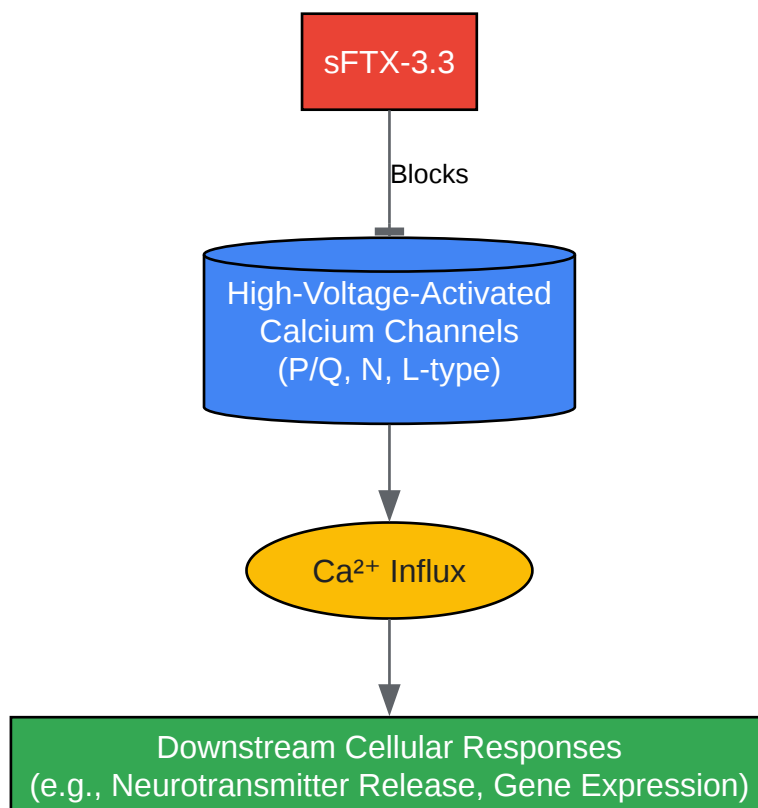 sFTX-3.3
Blocks
High-Voltage-Activated
Calcium Channels
(P/Q, N, L-type)
Ca²⁺ Influx
Downstream Cellular Responses
(e.g., Neurotransmitter Release, Gene Expression)